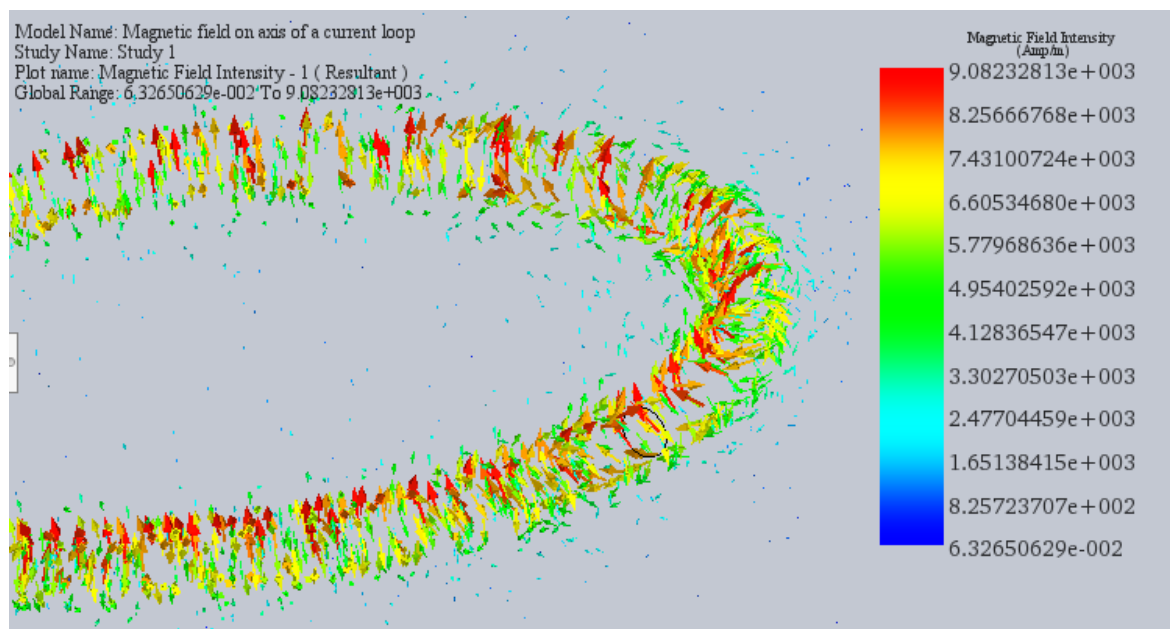 Model Name: Magnetic field on axis of a current loop
Study Name: Study 1
Plot name: Magnetic Field Intensity - 1 ( Resultant )
Global Range: 6.32650629e-002 To 9.08232813e+003
Magnetic Field Intensity
(Amp/m)
9.08232813e+003
8.25666768e+003
7.43100724e+003
6.60534680e+003
5.77968636e+003
4.95402592e+003
4.12836547e+003
3.30270503e+003
2.47704459e+003
1.65138415e+003
8.25723707e+002
6.32650629e-002